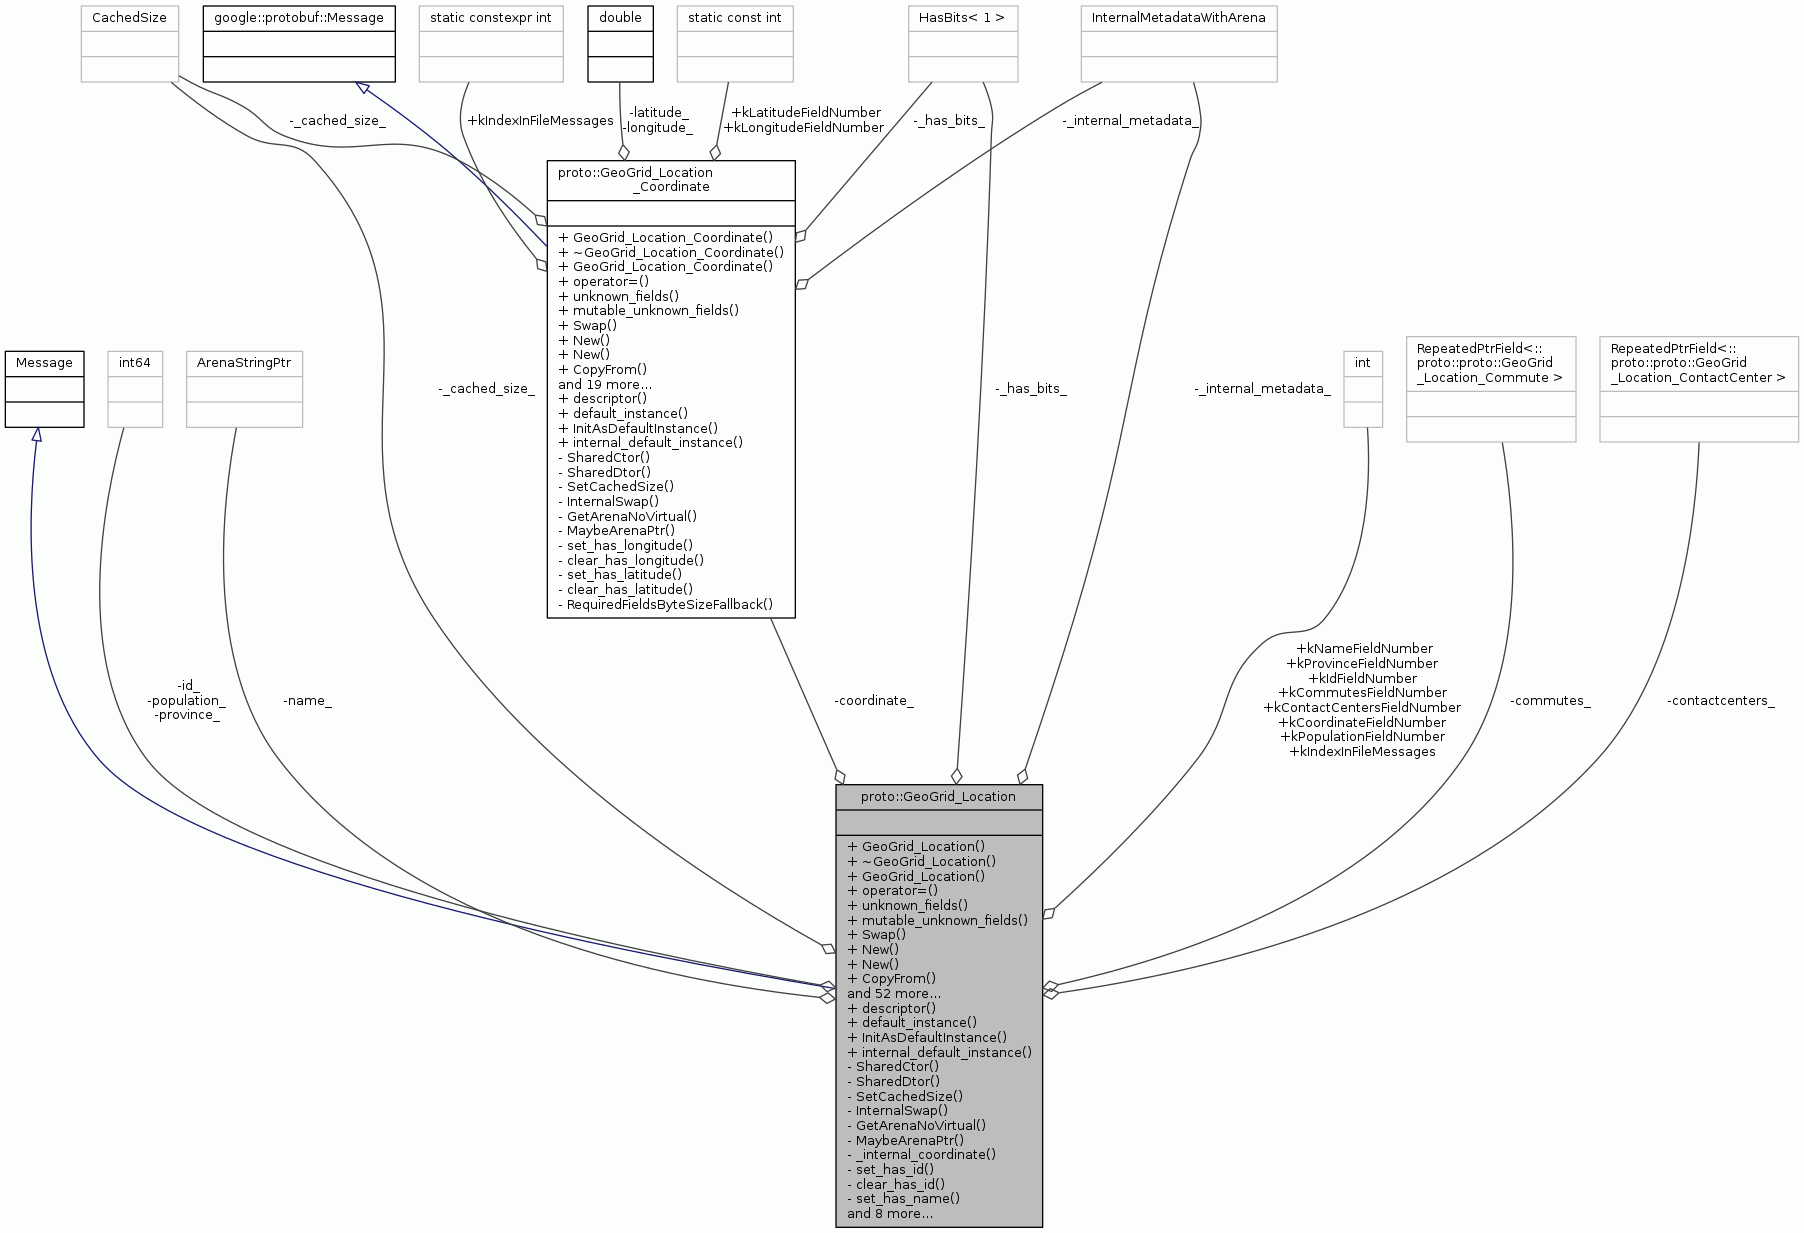 CachedSize
google::protobuf::Message
static constexpr int
double
static const int
HasBits< 1 >
InternalMetadataWithArena
-_cached_size_
+kIndexInFileMessages
-latitude_
-longitude_
+kLatitudeFieldNumber
+kLongitudeFieldNumber
-_has_bits_
-_internal_metadata_
proto::GeoGrid_Location
_Coordinate
+ GeoGrid_Location_Coordinate()
+ ~GeoGrid_Location_Coordinate()
+ GeoGrid_Location_Coordinate()
+ operator=()
+ unknown_fields()
+ mutable_unknown_fields()
+ Swap()
+ New()
+ New()
+ CopyFrom()
and 19 more...
+ descriptor()
+ default_instance()
+ InitAsDefaultInstance()
+ internal_default_instance()
- SharedCtor()
- SharedDtor()
- SetCachedSize()
- InternalSwap()
- GetArenaNoVirtual()
- MaybeArenaPtr()
- set_has_longitude()
- clear_has_longitude()
- set_has_latitude()
- clear_has_latitude()
- RequiredFieldsByteSizeFallback()
Message
int64
ArenaStringPtr
-_cached_size_
-_has_bits_
-_internal_metadata_
int
RepeatedPtrField<::
proto::proto::GeoGrid
_Location_Commute >
RepeatedPtrField<::
proto::proto::GeoGrid
_Location_ContactCenter >
-id_
-population_
-province_
-name_
-coordinate_
+kNameFieldNumber
+kProvinceFieldNumber
+kIdFieldNumber
+kCommutesFieldNumber
+kContactCentersFieldNumber
+kCoordinateFieldNumber
+kPopulationFieldNumber
+kIndexInFileMessages
-commutes_
-contactcenters_
proto::GeoGrid_Location
+ GeoGrid_Location()
+ ~GeoGrid_Location()
+ GeoGrid_Location()
+ operator=()
+ unknown_fields()
+ mutable_unknown_fields()
+ Swap()
+ New()
+ New()
+ CopyFrom()
and 52 more...
+ descriptor()
+ default_instance()
+ InitAsDefaultInstance()
+ internal_default_instance()
- SharedCtor()
- SharedDtor()
- SetCachedSize()
- InternalSwap()
- GetArenaNoVirtual()
- MaybeArenaPtr()
- _internal_coordinate()
- set_has_id()
- clear_has_id()
- set_has_name()
and 8 more...